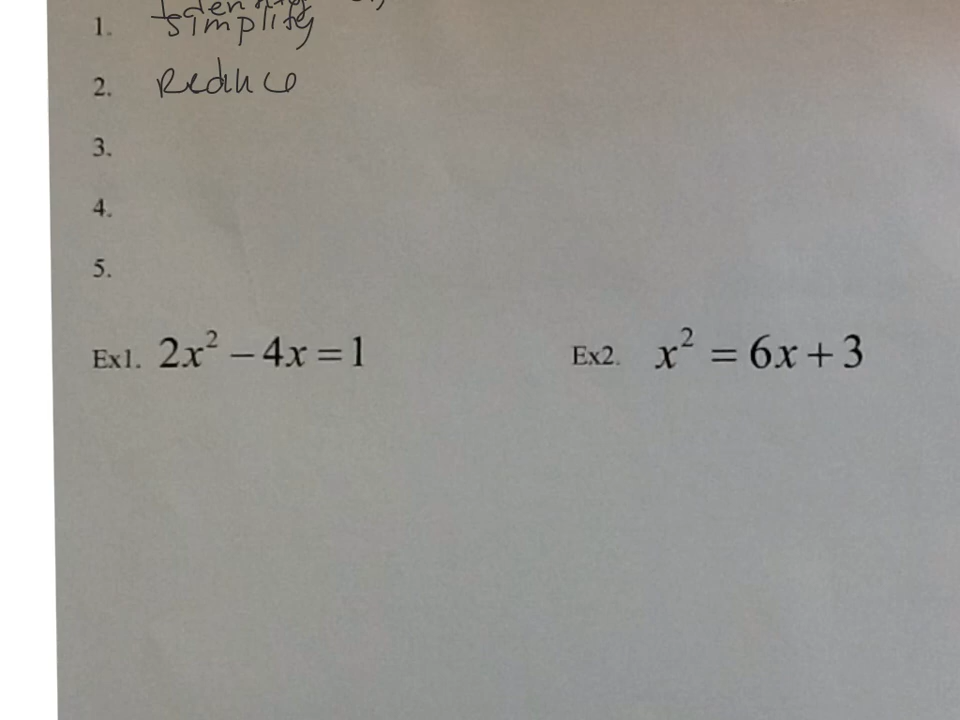 1. simplify
2. Reduce
3.
4.
5.
Ex1. 2x² – 4x = 1
Ex2. x² = 6x + 3